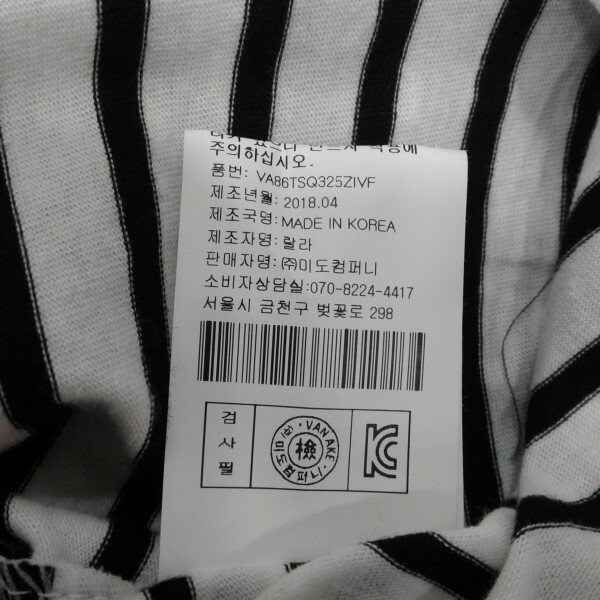 주의하십시오.
품번: VA86TSQ325ZIVF
제조년월: 2018.04
제조국명: MADE IN KOREA
제조자명: 랄라
판매자명: ㈜미도컴퍼니
소비자상담실:070-8224-4417
서울시 금천구 벚꽃로 298
검사필
VAN AKE
㈜미도컴퍼니
檢
KC